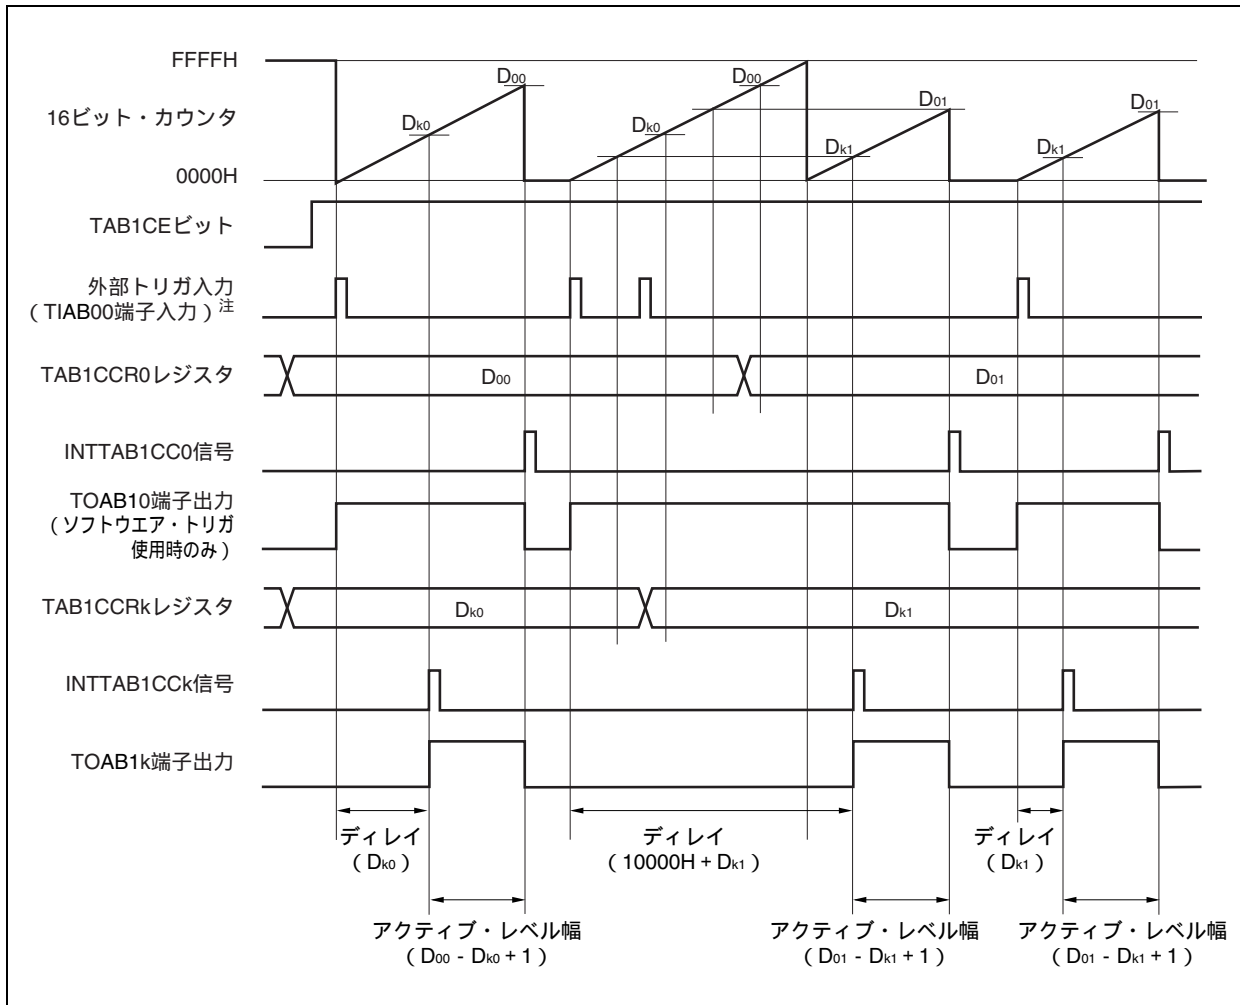 FFFFH
D00
D00
16ビット・カウンタ
Dk0
Dk0
D01
D01
Dk1
Dk1
0000H
TAB1CEビット
外部トリガ入力
（TIAB00端子入力）注
TAB1CCR0レジスタ
D00
D01
INTTAB1CC0信号
TOAB10端子出力
（ソフトウエア・トリガ
使用時のみ）
TAB1CCRkレジスタ
Dk0
Dk1
INTTAB1CCk信号
TOAB1k端子出力
ディレイ
（Dk0）
ディレイ
（10000H + Dk1）
ディレイ
（Dk1）
アクティブ・レベル幅
（D00 - Dk0 + 1）
アクティブ・レベル幅
（D01 - Dk1 + 1）
アクティブ・レベル幅
（D01 - Dk1 + 1）